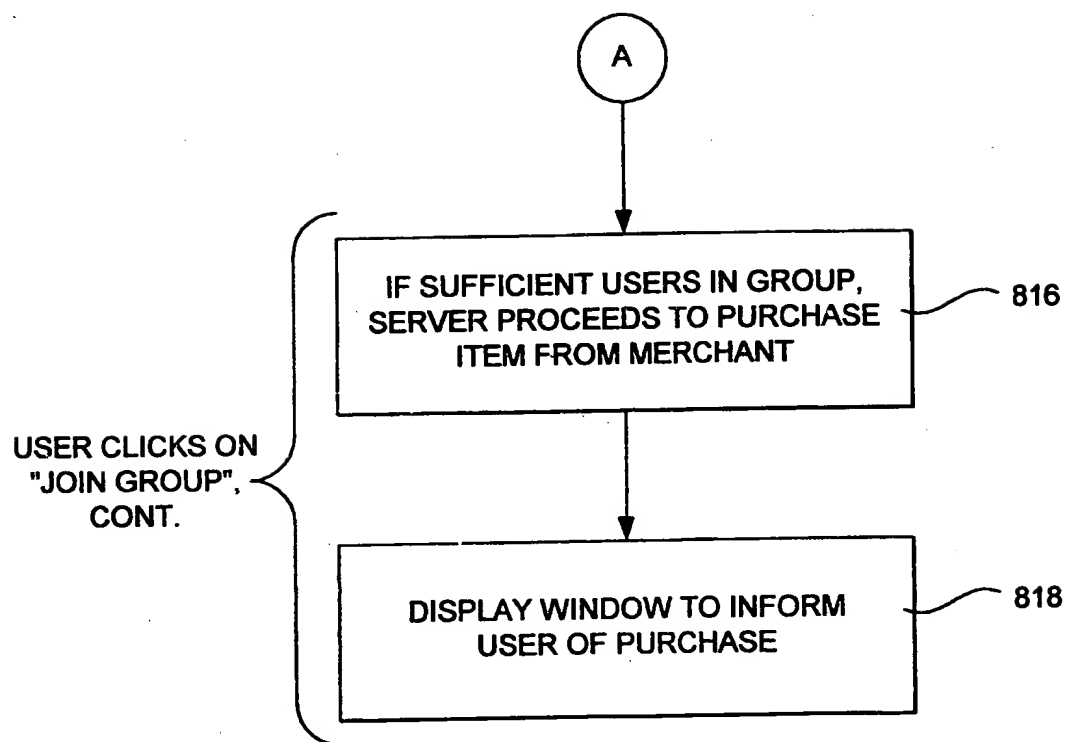 A
IF SUFFICIENT USERS IN GROUP,
SERVER PROCEEDS TO PURCHASE
ITEM FROM MERCHANT
816
USER CLICKS ON
"JOIN GROUP",
CONT.
DISPLAY WINDOW TO INFORM
USER OF PURCHASE
818